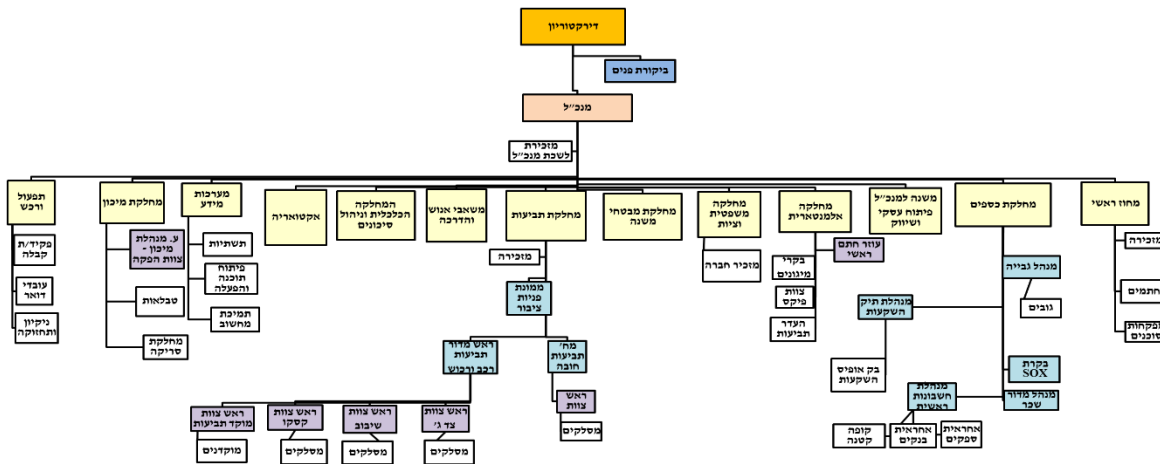 דירקטוריון
ביקורת פנים
מנכ"ל
מזכירת
לשכת מנכ"ל
מחוז ראשי
מזכירה
חתמים
מפקחות
סוכנים
מחלקת כספים
מנהל גבייה
גובים
מנהלת תיק
השקעות
בק אופיס
השקעות
בקרת
SOX
מנהל מדור
שכר
מנהלת
חשבונות
ראשית
אחראית
ספקים
אחראית
בנקים
קופה
קטנה
משנה למנכ"ל
פיתוח עסקי
ושיווק
מחלקה
אלמנטארית
עוזר חתם
ראשי
בקרי
מיגונים
צוות
פיקס
העדר
תביעות
מחלקה
משפטית
וציות
מזכיר חברה
מחלקת מבטחי
משנה
מחלקת תביעות
מזכירה
ממונת
פניות
ציבור
מח'
תביעות
חובה
ראש
צוות
מסלקים
ראש מדור
תביעות
רכב ורכוש
ראש צוות
צד ג'
מסלקים
ראש צוות
שיבוב
מסלקים
ראש צוות
קסקו
מסלקים
ראש צוות
מוקד תביעות
מוקדנים
משאבי אנוש
והדרכה
המחלקה
הכלכלית וניהול
סיכונים
אקטואריה
מערכות
מידע
תשתיות
פיתוח
תוכנה
והפעלה
תמיכת
מחשוב
מחלקת מיכון
ע. מנהלת
מיכון -
צוות הפקה
טבלאות
מחלקת
סריקה
תפעול
ורכש
פקיד/ת
קבלה
עובדי
דואר
ניקיון
ותחזוקה